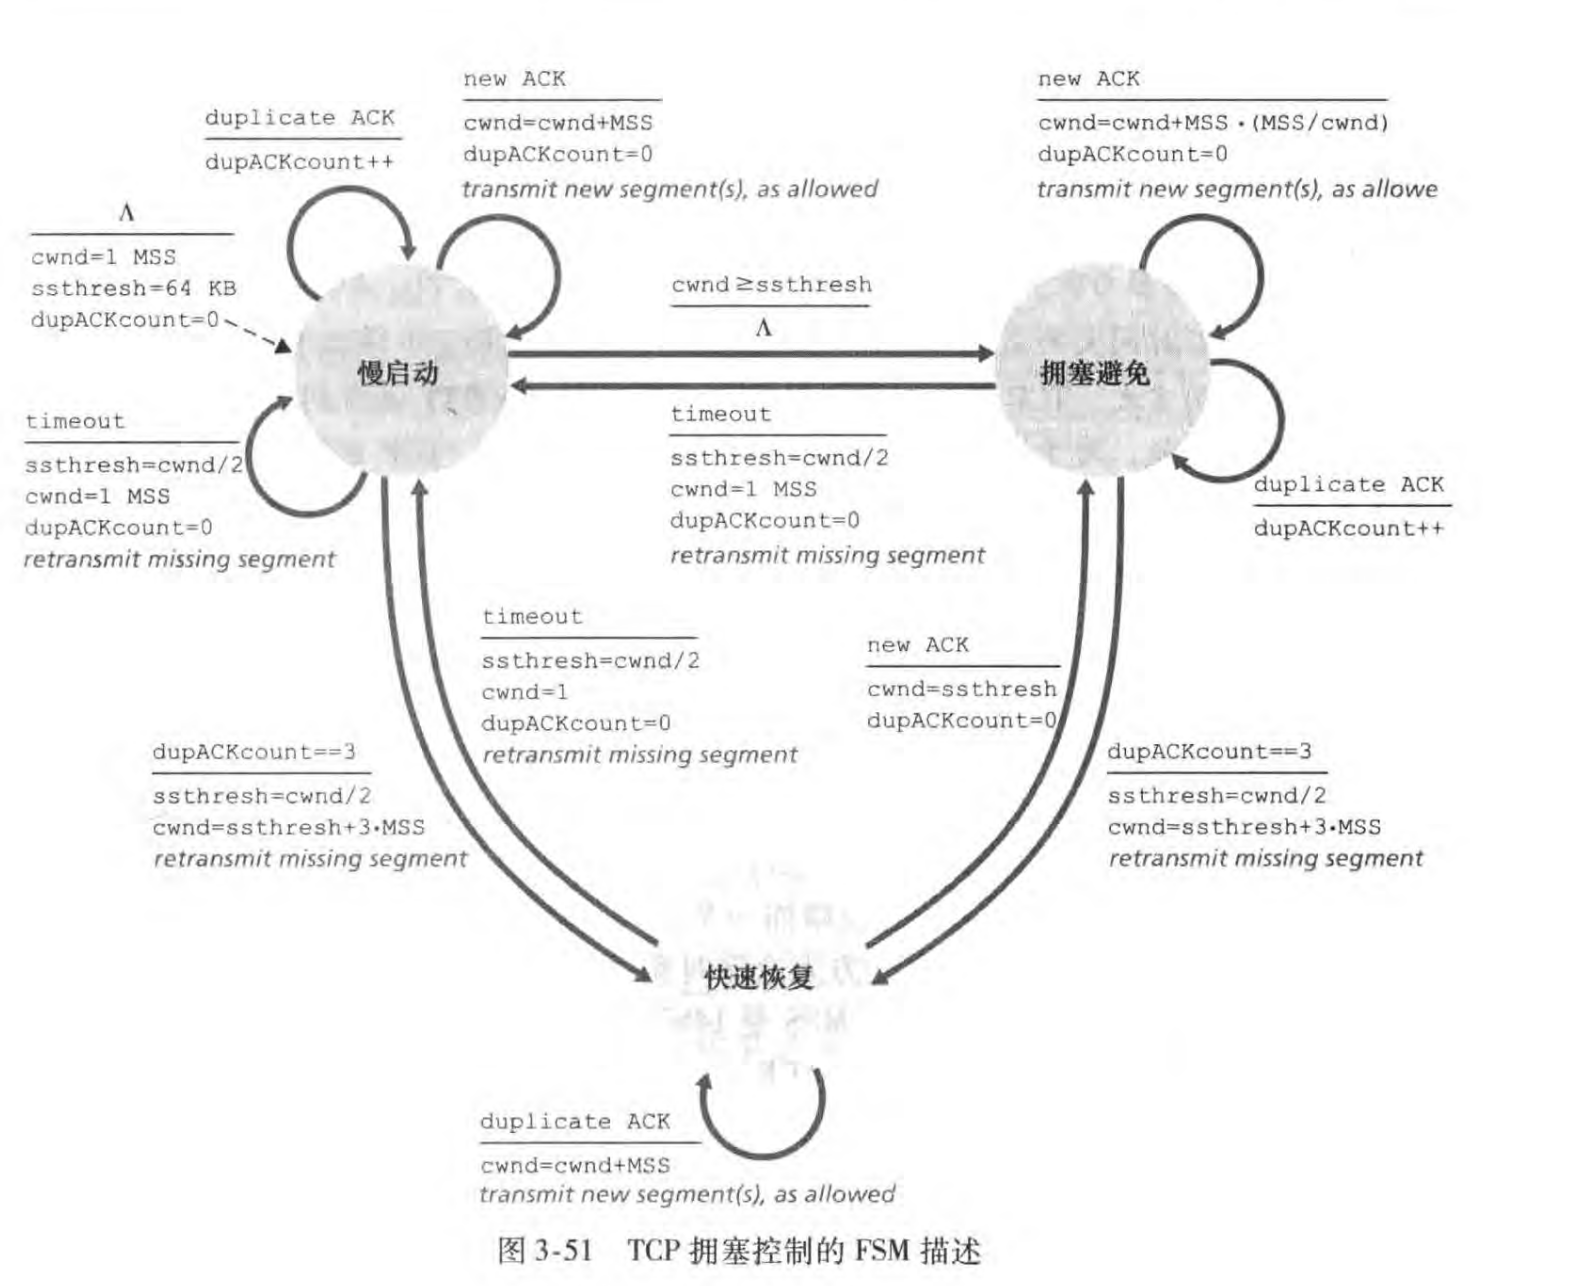 new ACK
cwnd=cwnd+MSS
dupACKcount=0
transmit new segment(s), as allowed
new ACK
cwnd=cwnd+MSS·(MSS/cwnd)
dupACKcount=0
transmit new segment(s), as allowe
duplicate ACK
dupACKcount++
Λ
cwnd=1 MSS
ssthresh=64 KB
dupACKcount=0
cwnd≥ssthresh
Λ
慢启动
拥塞避免
timeout
ssthresh=cwnd/2
cwnd=1 MSS
dupACKcount=0
retransmit missing segment
timeout
ssthresh=cwnd/2
cwnd=1 MSS
dupACKcount=0
retransmit missing segment
duplicate ACK
dupACKcount++
timeout
ssthresh=cwnd/2
cwnd=1
dupACKcount=0
retransmit missing segment
new ACK
cwnd=ssthresh
dupACKcount=0
dupACKcount==3
ssthresh=cwnd/2
cwnd=ssthresh+3·MSS
retransmit missing segment
dupACKcount==3
ssthresh=cwnd/2
cwnd=ssthresh+3·MSS
retransmit missing segment
快速恢复
duplicate ACK
cwnd=cwnd+MSS
transmit new segment(s), as allowed
图 3-51 TCP 拥塞控制的 FSM 描述